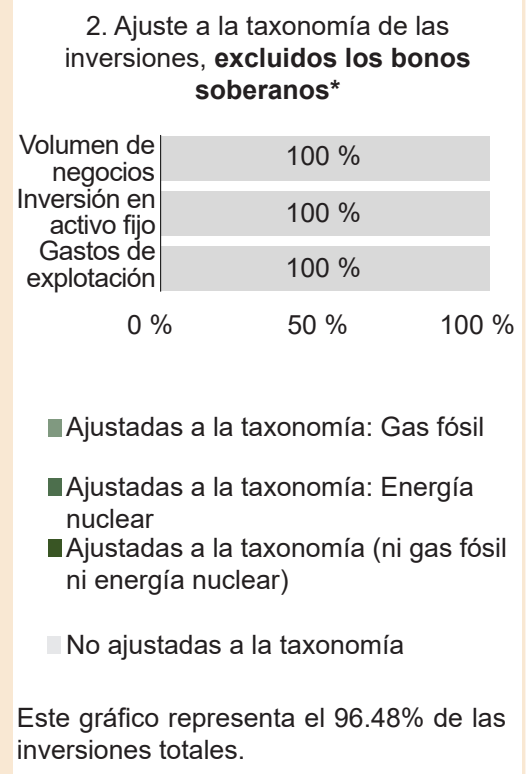 2. Ajuste a la taxonomía de las
inversiones, excluidos los bonos
soberanos*
Volumen de
negocios
100 %
Inversión en
activo fijo
100 %
Gastos de
explotación
100 %
0 %
50 %
100 %
Ajustadas a la taxonomía: Gas fósil
Ajustadas a la taxonomía: Energía
nuclear
Ajustadas a la taxonomía (ni gas fósil
ni energía nuclear)
No ajustadas a la taxonomía
Este gráfico representa el 96.48% de las
inversiones totales.